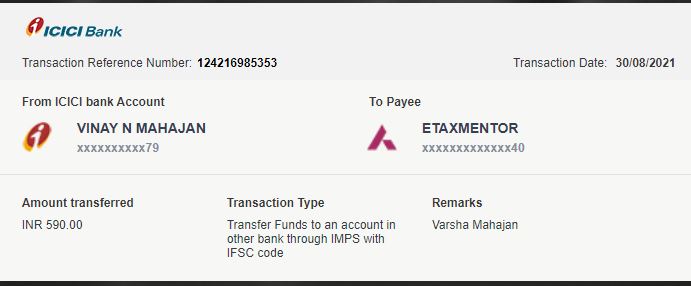 ICICI Bank
Transaction Reference Number: 124216985353 Transaction Date: 30/08/2021
From ICICI bank Account To Payee
VINAY N MAHAJAN ETAXMENTOR
xxxxxxxxxx79 xxxxxxxxxxxxx40
Amount transferred Transaction Type Remarks
INR 590.00 Transfer Funds to an account in Varsha Mahajan
other bank through IMPS with
IFSC code